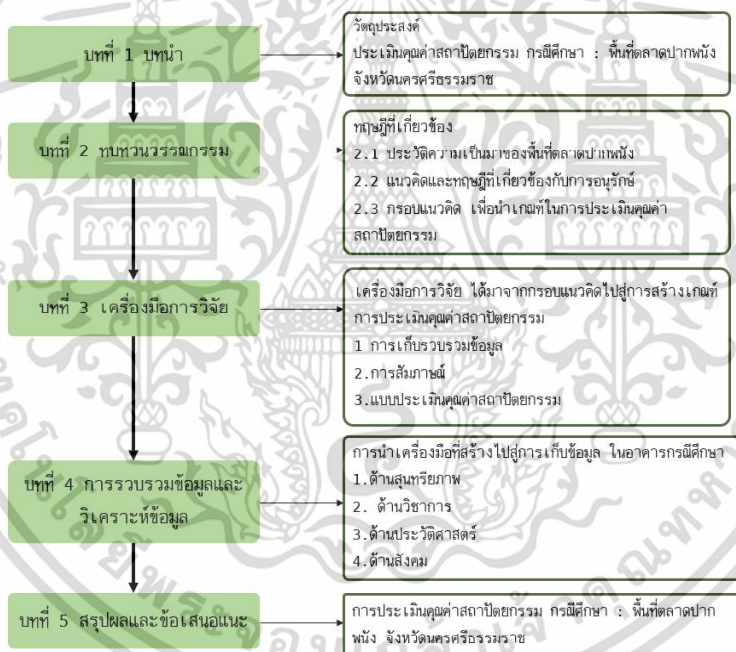 บทที่ 1 บทนำ
วัตถุประสงค์
ประเมินคุณค่าสถาปัตยกรรม กรณีศึกษา : พื้นที่ตลาดปากพนัง
จังหวัดนครศรีธรรมราช
บทที่ 2 ทบทวนวรรณกรรม
ทฤษฎีที่เกี่ยวข้อง
2.1 ประวัติความเป็นมาของพื้นที่ตลาดปากพนัง
2.2 แนวคิดและทฤษฎีที่เกี่ยวข้องกับการอนุรักษ์
2.3 กรอบแนวคิด เพื่อนำเกณฑ์ในการประเมินคุณค่า
สถาปัตยกรรม
บทที่ 3 เครื่องมือการวิจัย
เครื่องมือการวิจัย ได้มาจากกรอบแนวคิดไปสู่การสร้างเกณฑ์
การประเมินคุณค่าสถาปัตยกรรม
1 การเก็บรวบรวมข้อมูล
2.การสัมภาษณ์
3.แบบประเมินคุณค่าสถาปัตยกรรม
บทที่ 4 การรวบรวมข้อมูลและ
วิเคราะห์ข้อมูล
การนำเครื่องมือที่สร้างไปสู่การเก็บข้อมูล ในอาคารกรณีศึกษา
1.ด้านสุนทรียภาพ
2. ด้านวิชาการ
3.ด้านประวัติศาสตร์
4.ด้านสังคม
บทที่ 5 สรุปผลและข้อเสนอแนะ
การประเมินคุณค่าสถาปัตยกรรม กรณีศึกษา : พื้นที่ตลาดปาก
พนัง จังหวัดนครศรีธรรมราช